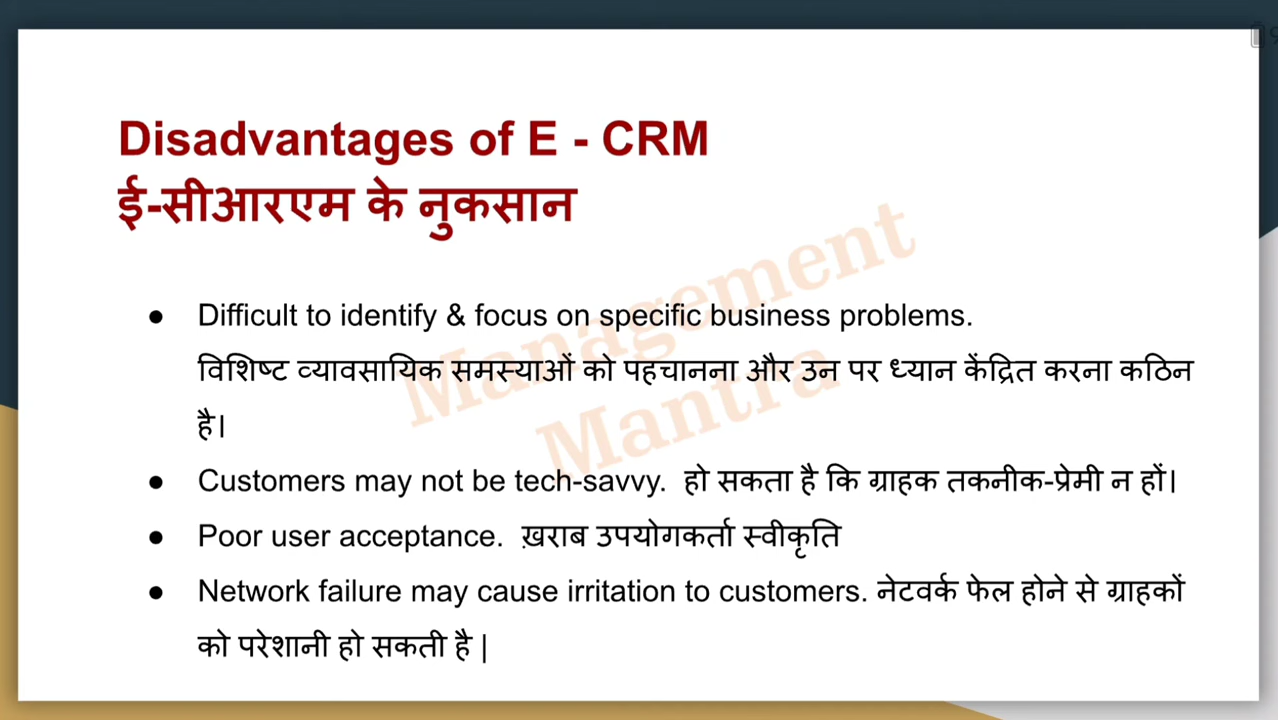 Disadvantages of E - CRM
ई-सीआरएम के नुकसान
● Difficult to identify & focus on specific business problems.
विशिष्ट व्यावसायिक समस्याओं को पहचानना और उन पर ध्यान केंद्रित करना कठिन
है।
● Customers may not be tech-savvy. हो सकता है कि ग्राहक तकनीक-प्रेमी न हों।
● Poor user acceptance. ख़राब उपयोगकर्ता स्वीकृति
● Network failure may cause irritation to customers. नेटवर्क फेल होने से ग्राहकों
को परेशानी हो सकती है |
Management
Mantra